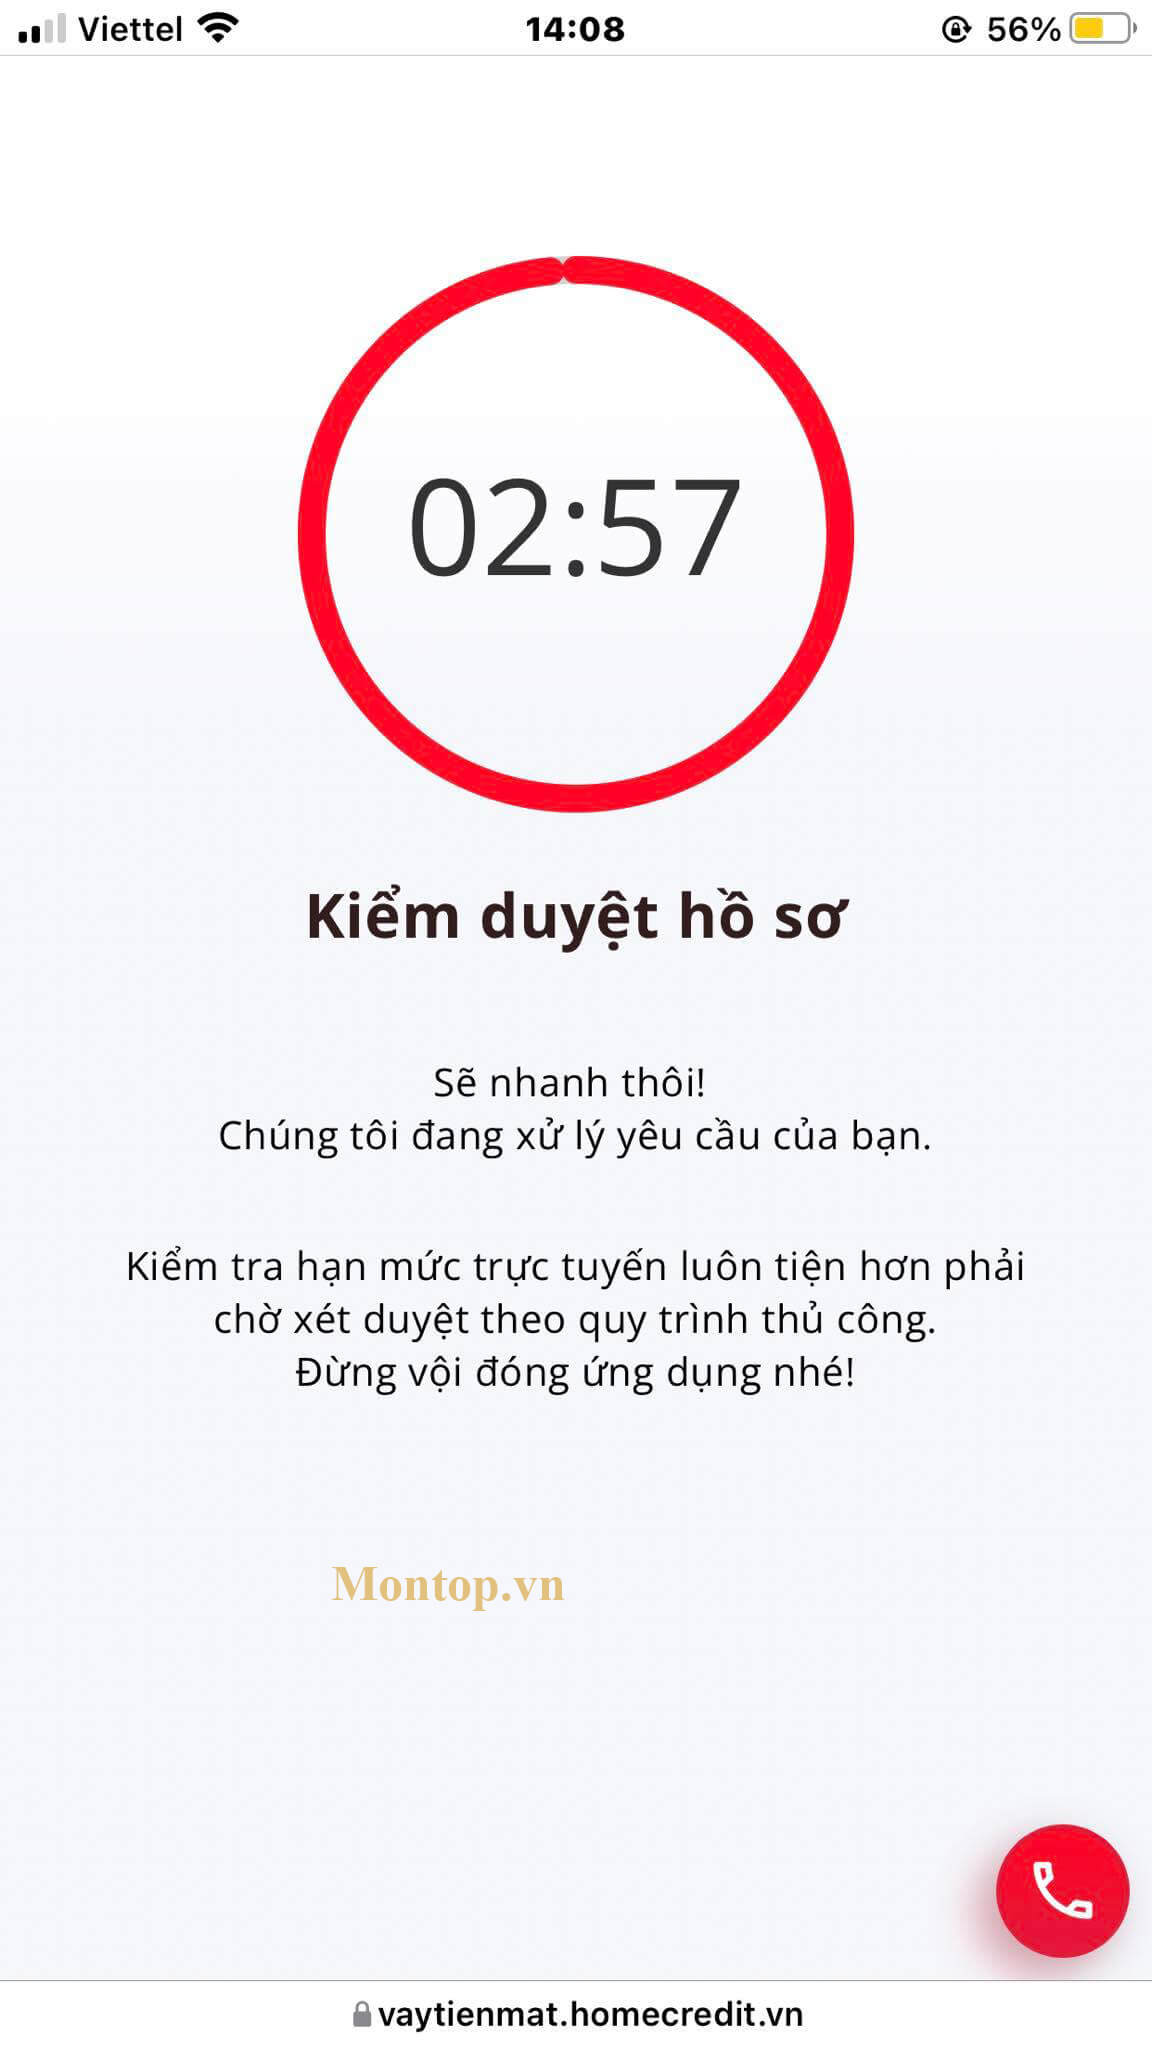 Viettel 14:08 56%
02:57
Kiểm duyệt hồ sơ
Sẽ nhanh thôi!
Chúng tôi đang xử lý yêu cầu của bạn.
Kiểm tra hạn mức trực tuyến luôn tiện hơn phải
chờ xét duyệt theo quy trình thủ công.
Đừng vội đóng ứng dụng nhé!
Montop.vn
vaytienmat.homecredit.vn